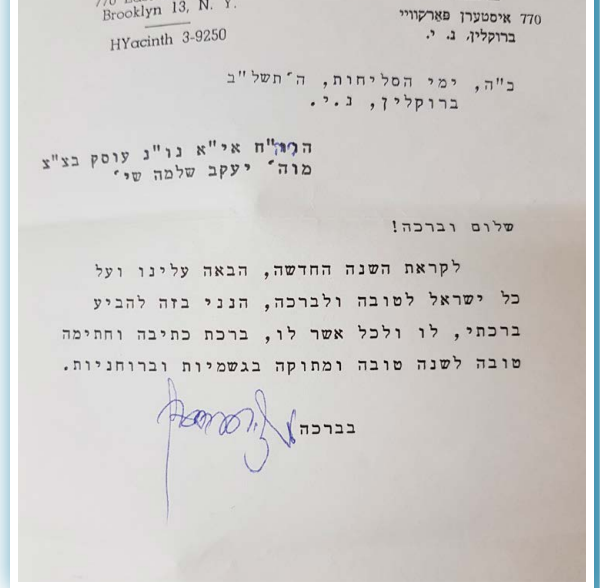 Brooklyn 13, N. Y.
HYacinth 3-9250
770 איסטערן פארקוויי
ברוקלין, נ. י.
כ"ה, ימי הסליחות, ה׳תשל"ב
ברוקלין, נ.י.
אי"א נו"נ עוסק בצ"צ
מוה׳ יעקב שלמה שי׳
שלום וברכה!
לקראת השנה החדשה, הבאה עלינו ועל
כל ישראל לטובה ולברכה, הנני בזה להביע
ברכתי, לו ולכל אשר לו, ברכת כתיבה וחתימה
טובה לשנה טובה ומתוקה בגשמיות וברוחניות.
בברכה